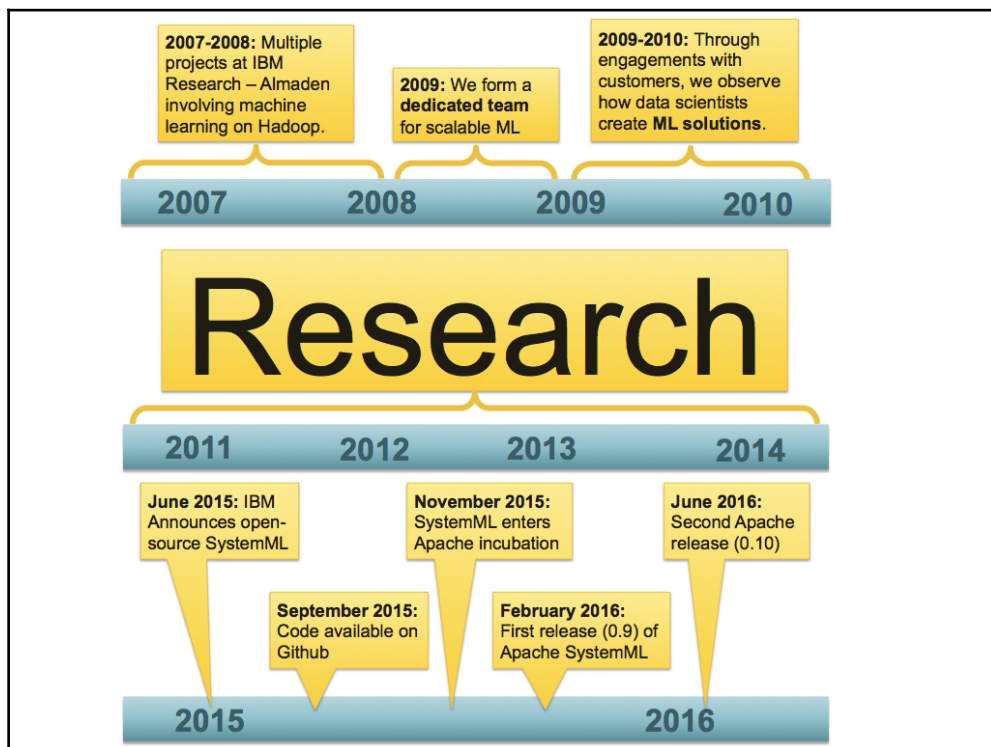 2007-2008: Multiple
projects at IBM
Research – Almaden
involving machine
learning on Hadoop.
2009: We form a
dedicated team
for scalable ML
2009-2010: Through
engagements with
customers, we observe
how data scientists
create ML solutions.
2007
2008
2009
2010
Research
2011
2012
2013
2014
June 2015: IBM
Announces open-
source SystemML
November 2015:
SystemML enters
Apache incubation
June 2016:
Second Apache
release (0.10)
September 2015:
Code available on
Github
February 2016:
First release (0.9) of
Apache SystemML
2015
2016